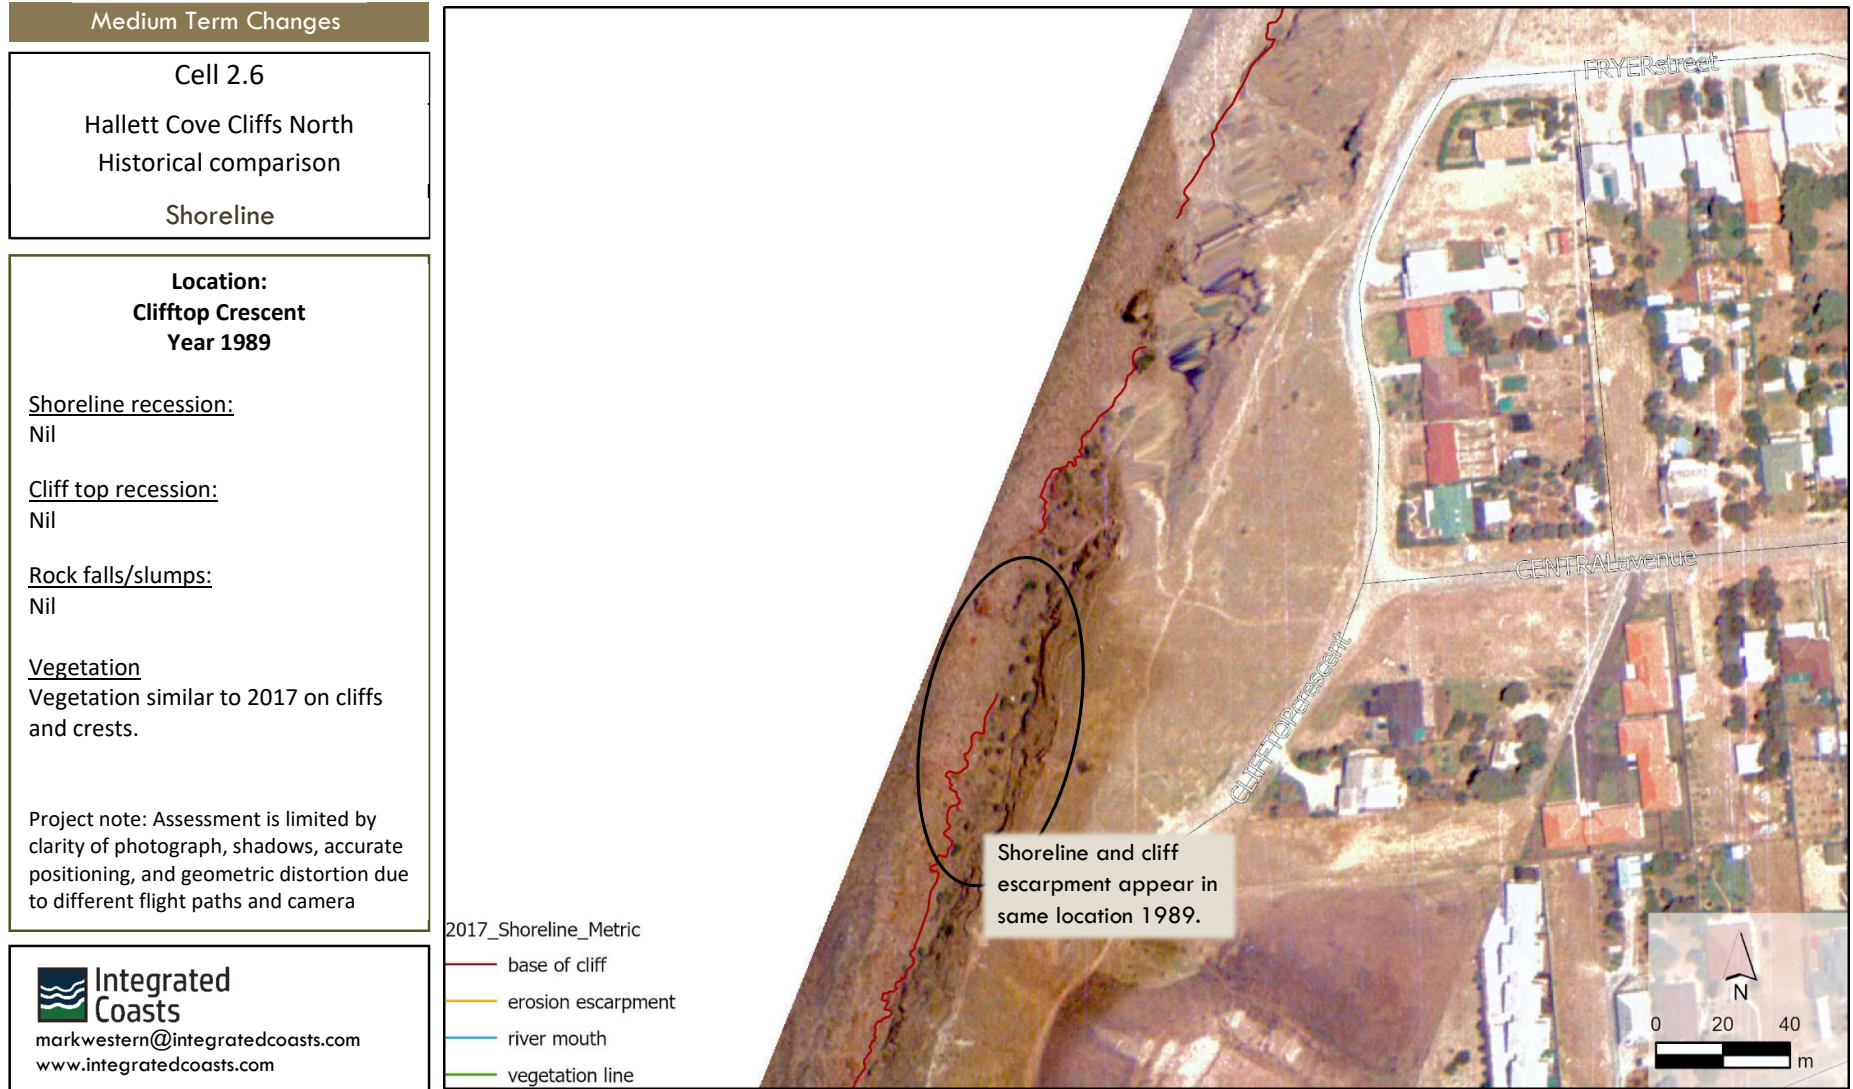 Medium Term Changes
Cell 2.6
Hallett Cove Cliffs North
Historical comparison
Shoreline
Location:
Clifftop Crescent
Year 1989
Shoreline recession:
Nil
Cliff top recession:
Nil
Rock falls/slumps:
Nil
Vegetation
Vegetation similar to 2017 on cliffs
and crests.
Project note: Assessment is limited by
clarity of photograph, shadows, accurate
positioning, and geometric distortion due
to different flight paths and camera
Integrated
Coasts
markwestern@integratedcoasts.com
www.integratedcoasts.com
FRYERstreet
CENTRALavenue
CLIFFTOPcrescent
Shoreline and cliff
escarpment appear in
same location 1989.
2017_Shoreline_Metric
base of cliff
erosion escarpment
river mouth
vegetation line
N
0 20 40
m